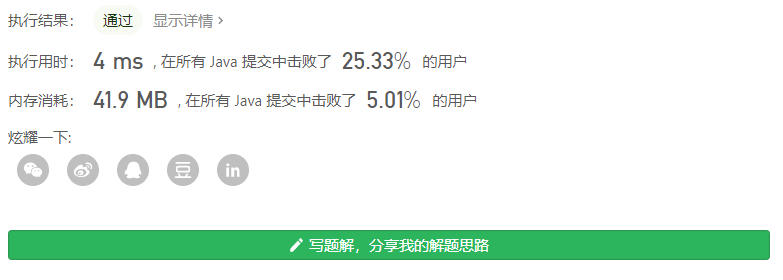 执行结果： 通过 显示详情 ›
执行用时： 4 ms , 在所有 Java 提交中击败了 25.33% 的用户
内存消耗： 41.9 MB , 在所有 Java 提交中击败了 5.01% 的用户
炫耀一下:
豆 in
写题解，分享我的解题思路